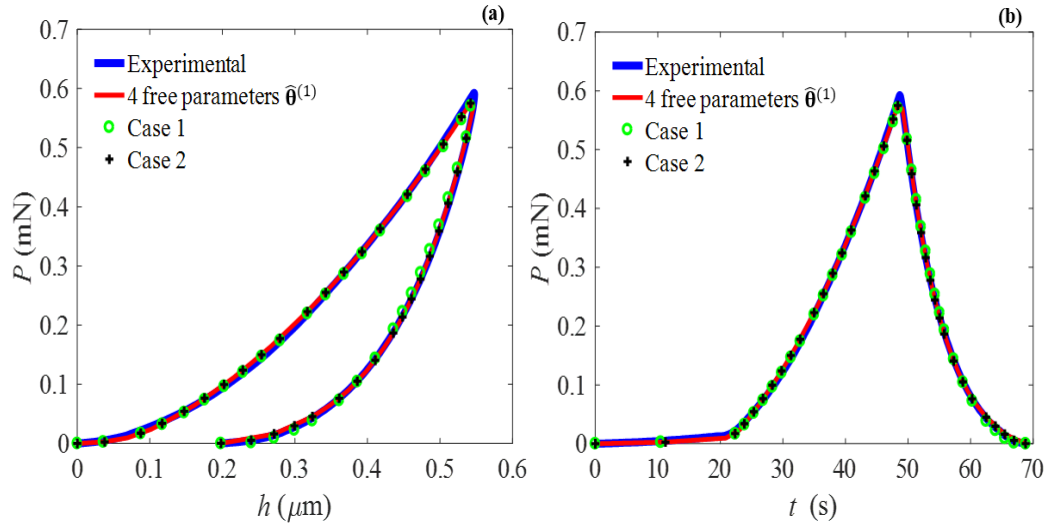 (a)
0.7
0.6
0.5
0.4
0.3
0.2
0.1
0
P (mN)
Experimental
4 free parameters θ̂⁽¹⁾
Case 1
Case 2
0 0.1 0.2 0.3 0.4 0.5 0.6
h (μm)
(b)
0.7
0.6
0.5
0.4
0.3
0.2
0.1
0
P (mN)
Experimental
4 free parameters θ̂⁽¹⁾
Case 1
Case 2
0 10 20 30 40 50 60 70
t (s)